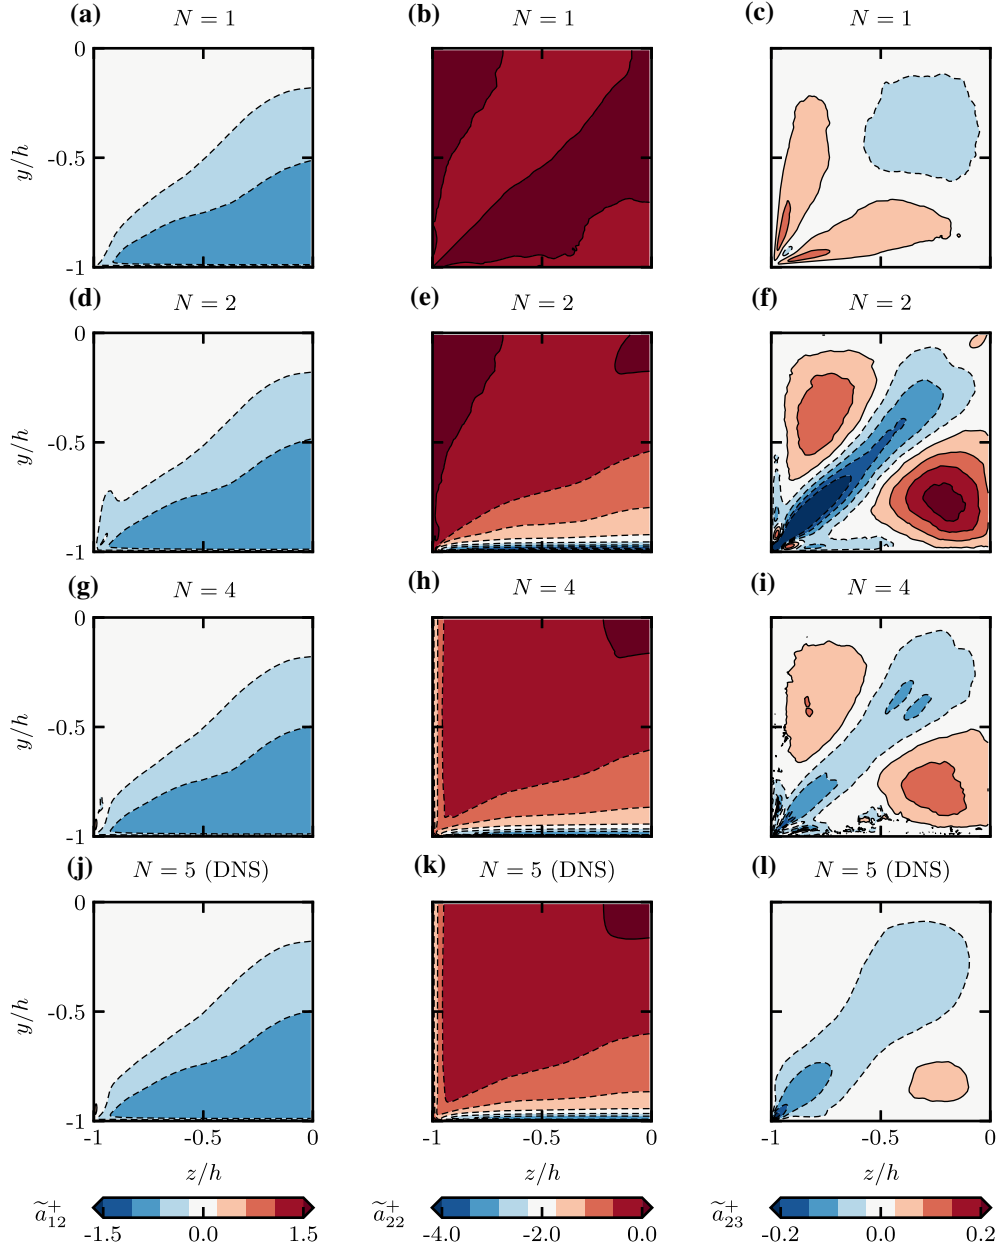 (a) N = 1 (b) N = 1 (c) N = 1
0
y/h -0.5
-1
(d) N = 2 (e) N = 2 (f) N = 2
0
y/h -0.5
-1
(g) N = 4 (h) N = 4 (i) N = 4
0
y/h -0.5
-1
(j) N = 5 (DNS) (k) N = 5 (DNS) (l) N = 5 (DNS)
0
y/h -0.5
-1
-1 -0.5 0 -1 -0.5 0 -1 -0.5 0
z/h z/h z/h
ã₁₂⁺ ã₂₂⁺ ã₂₃⁺
-1.5 0.0 1.5 -4.0 -2.0 0.0 -0.2 0.0 0.2